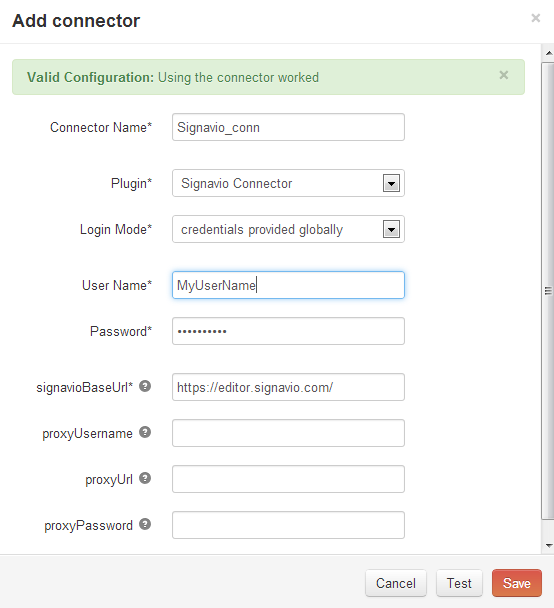 Add connector ×
Valid Configuration: Using the connector worked ×
Connector Name* Signavio_conn
Plugin* Signavio Connector
Login Mode* credentials provided globally
User Name* MyUserName
Password* ••••••••••
signavioBaseUrl* ? https://editor.signavio.com/
proxyUsername ?
proxyUrl ?
proxyPassword ?
Cancel Test Save